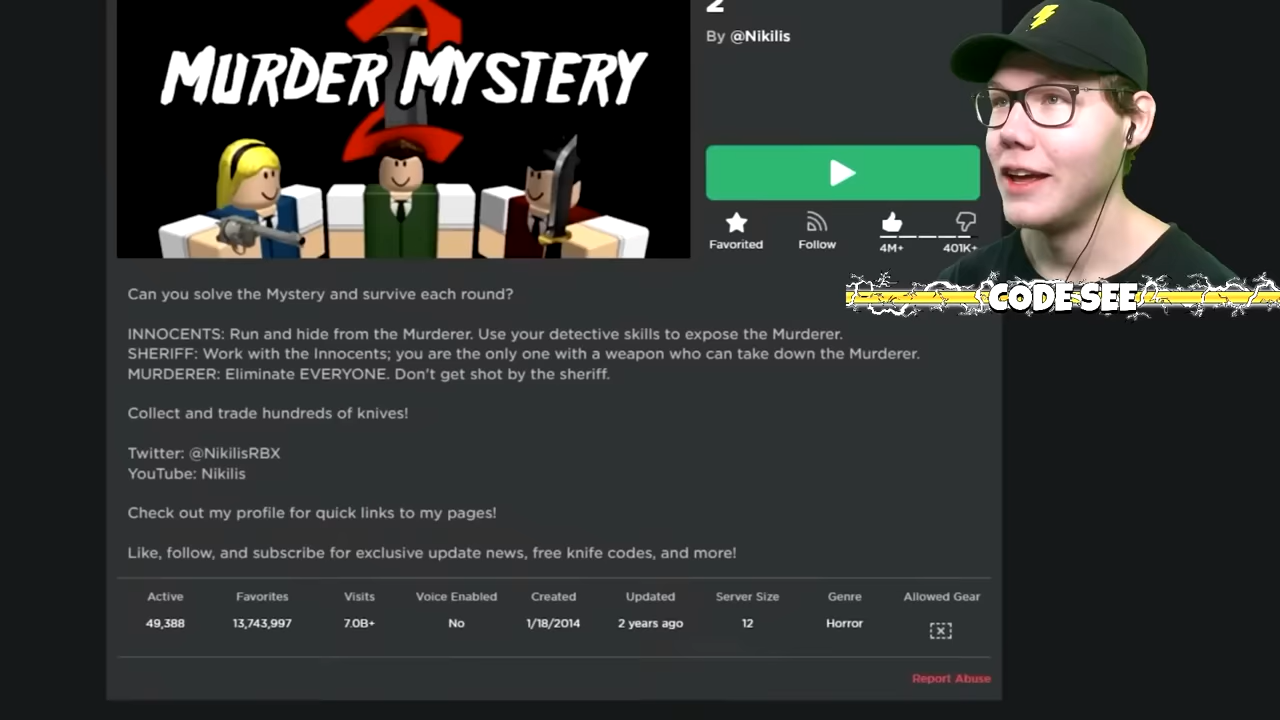 2
MURDER MYSTERY
By @Nikilis
Favorited
Follow
4M+
401K+
CODE SEE
Can you solve the Mystery and survive each round?
INNOCENTS: Run and hide from the Murderer. Use your detective skills to expose the Murderer.
SHERIFF: Work with the Innocents; you are the only one with a weapon who can take down the Murderer.
MURDERER: Eliminate EVERYONE. Don't get shot by the sheriff.
Collect and trade hundreds of knives!
Twitter: @NikilisRBX
YouTube: Nikilis
Check out my profile for quick links to my pages!
Like, follow, and subscribe for exclusive update news, free knife codes, and more!
Active Favorites Visits Voice Enabled Created Updated Server Size Genre Allowed Gear
49,388 13,743,997 7.0B+ No 1/18/2014 2 years ago 12 Horror
Report Abuse